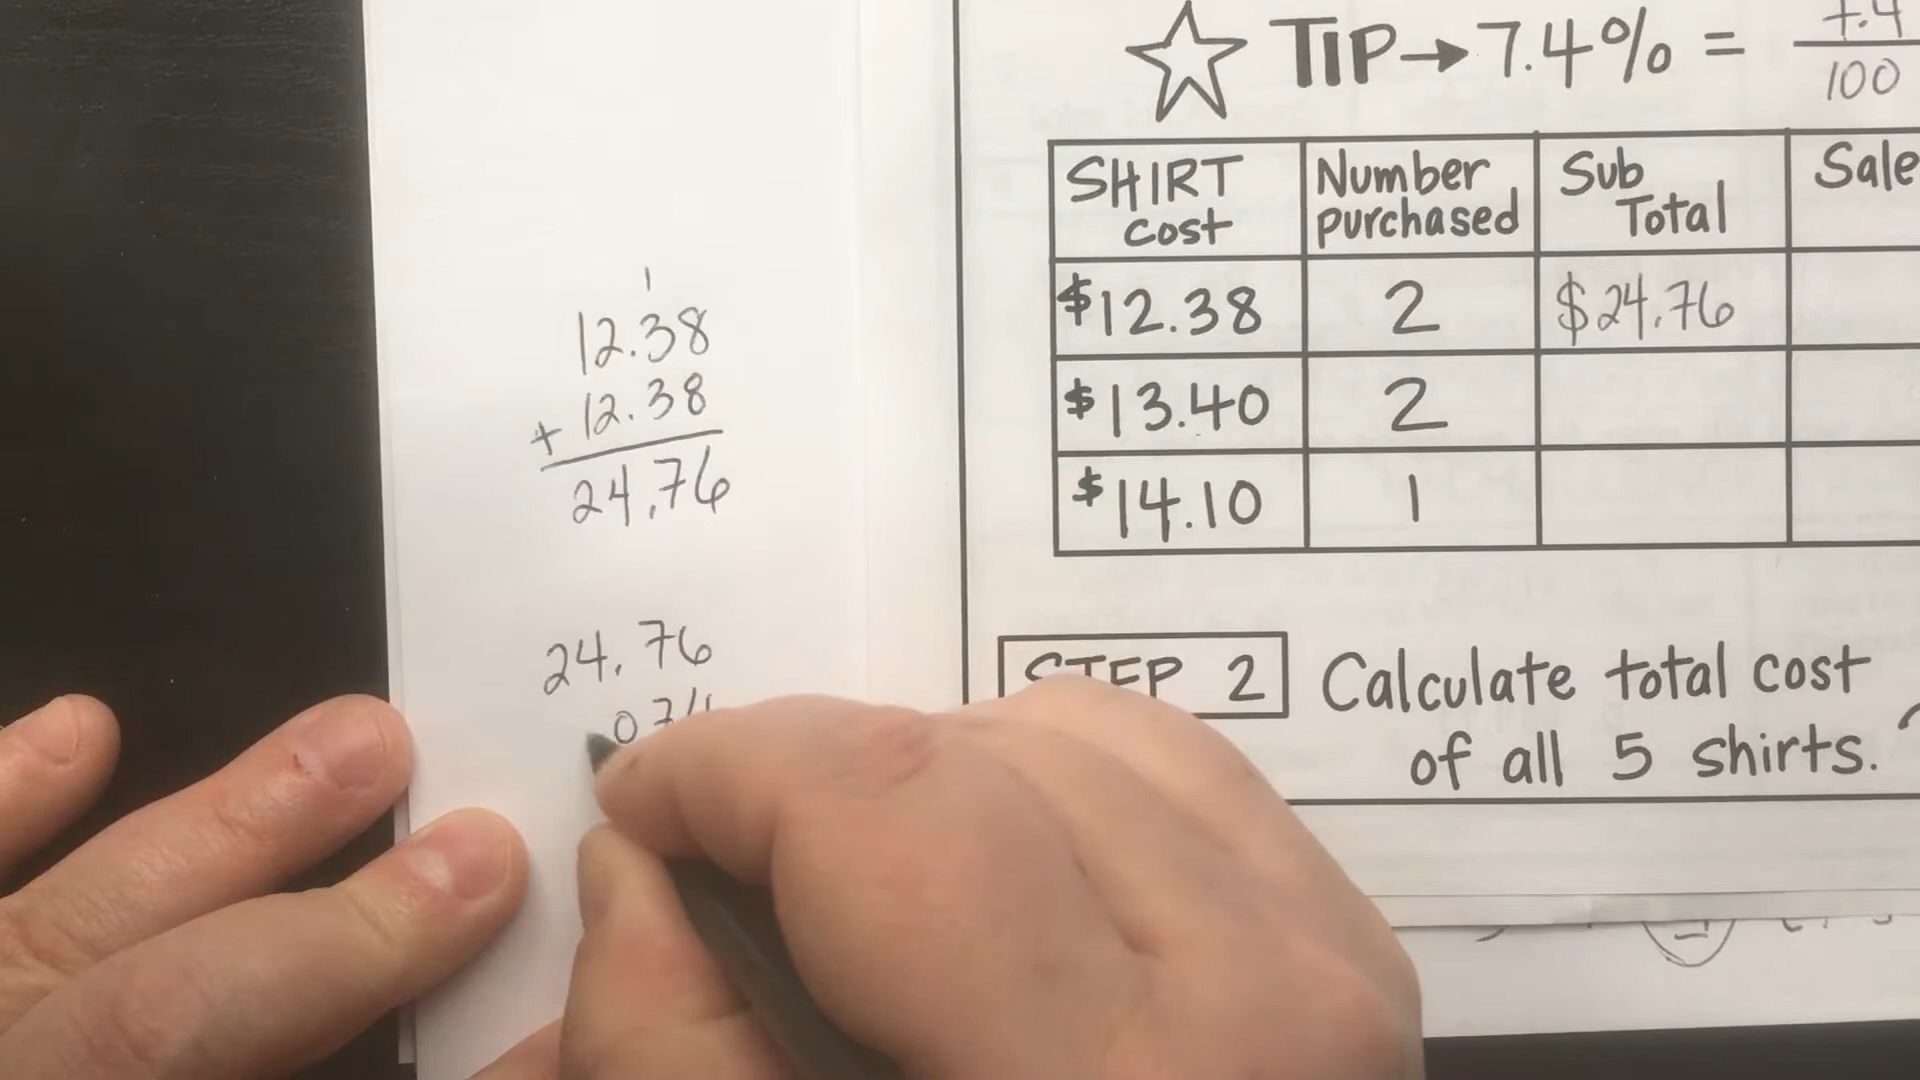 1
12.38
12.38
+
24.76
24.76
.074
TIP→7.4% =
7.4
100
SHIRT cost
Number purchased
Sub Total
Sale
$12.38
2
$24.76
$13.40
2
$14.10
1
STEP 2
Calculate total cost
of all 5 shirts.